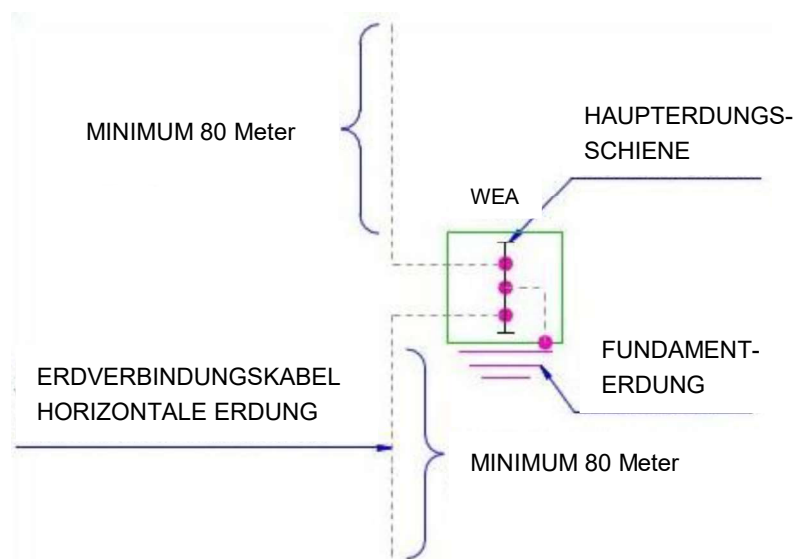 MINIMUM 80 Meter
HAUPTERDUNGS-
SCHIENE
WEA
ERDVERBINDUNGSKABEL
HORIZONTALE ERDUNG
FUNDAMENT-
ERDUNG
MINIMUM 80 Meter